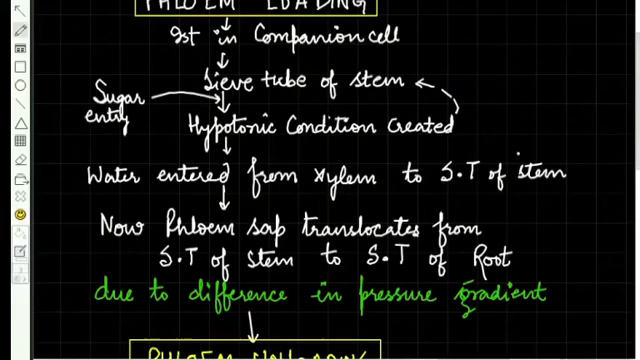 PHLOEM LOADING
Ist in Companion cell
Sieve tube of stem
Sugar entry
Hypotonic Condition Created
Water entered from xylem to S.T of stem
Now Phloem sap translocates from
S.T of stem to S.T of Root
due to difference in pressure gradient
PHLOEM UNLOADING